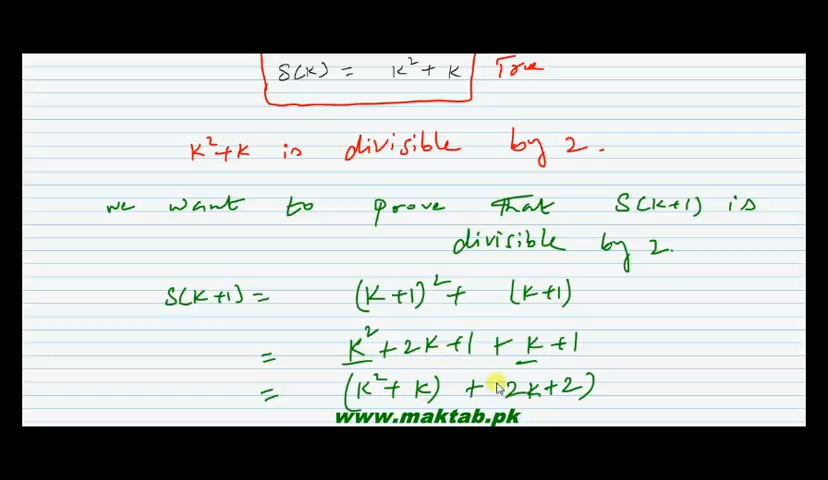 S(K) = K² + K True
K² + K is divisible by 2.
we want to prove that S(K+1) is
divisible by 2.
S(K+1) = (K+1)² + (K+1)
= K² + 2K + 1 + K + 1
= (K² + K) + 2K + 2)
www.maktab.pk